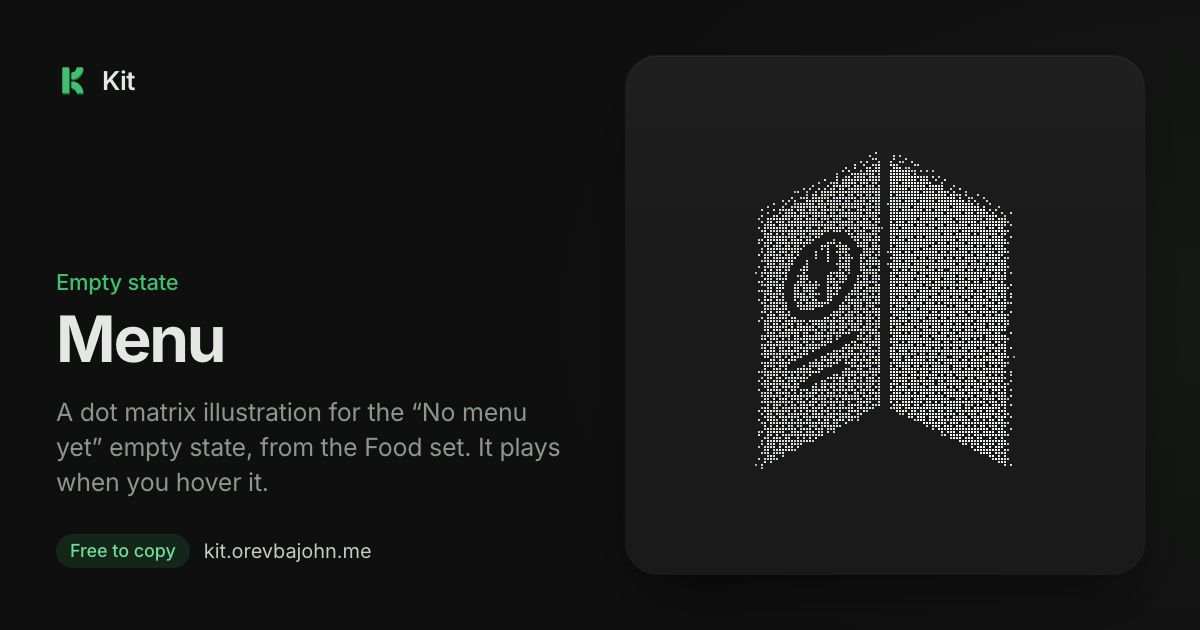 Kit
Empty state
Menu
A dot matrix illustration for the “No menu
yet” empty state, from the Food set. It plays
when you hover it.
Free to copy
kit.orevbajohn.me